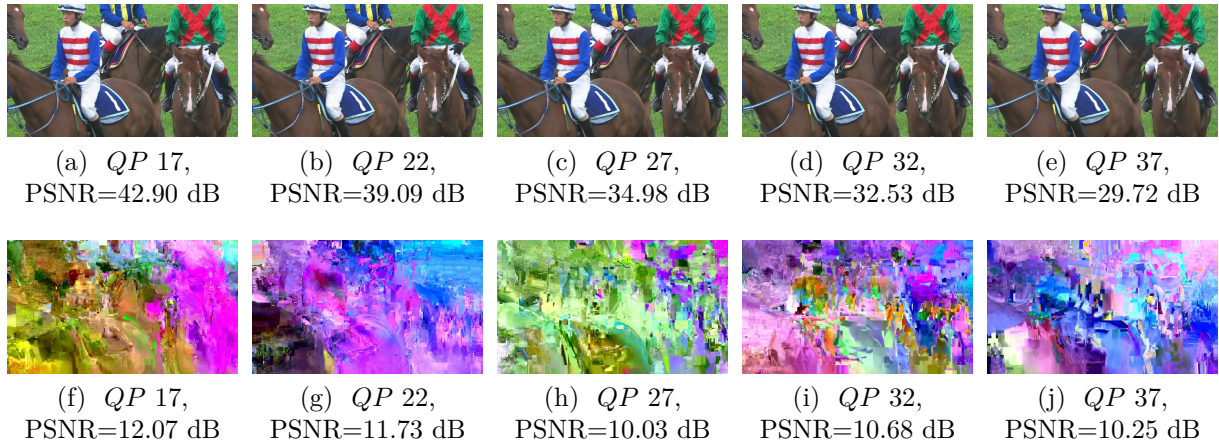 (a) QP 17,
PSNR=42.90 dB
(b) QP 22,
PSNR=39.09 dB
(c) QP 27,
PSNR=34.98 dB
(d) QP 32,
PSNR=32.53 dB
(e) QP 37,
PSNR=29.72 dB
(f) QP 17,
PSNR=12.07 dB
(g) QP 22,
PSNR=11.73 dB
(h) QP 27,
PSNR=10.03 dB
(i) QP 32,
PSNR=10.68 dB
(j) QP 37,
PSNR=10.25 dB